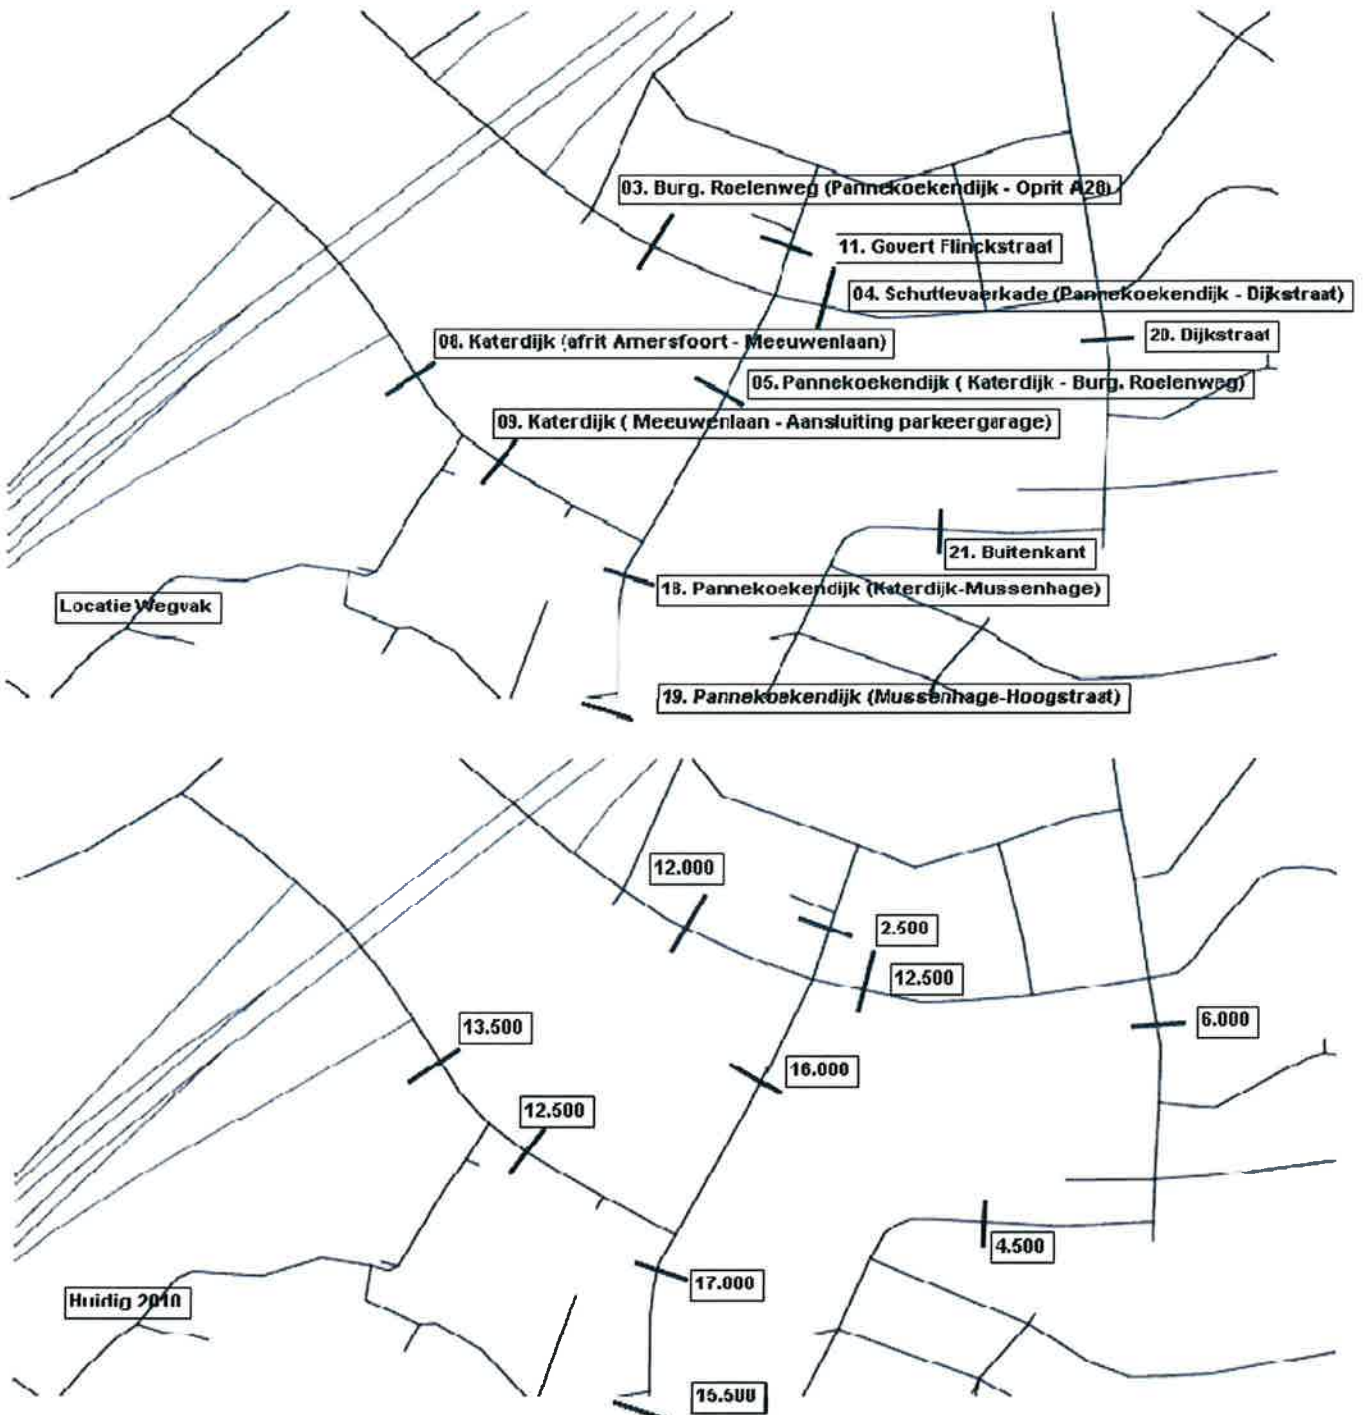 03. Burg. Roelenweg (Pannekoekendijk - Oprit A28)
11. Govert Flinckstraat
04. Schuttevaerkade (Pannekoekendijk - Dijkstraat)
20. Dijkstraat
08. Katerdijk (afrit Amersfoort - Meeuwenlaan)
05. Pannekoekendijk ( Katerdijk - Burg. Roelenweg)
09. Katerdijk ( Meeuwenlaan - Aansluiting parkeergarage)
21. Buitenkant
18. Pannekoekendijk (Katerdijk-Mussenhage)
Locatie Wegvak
19. Pannekoekendijk (Mussenhage-Hoogstraat)
12.000
2.500
12.500
6.000
13.500
16.000
12.500
4.500
17.000
Huidig 2010
15.500